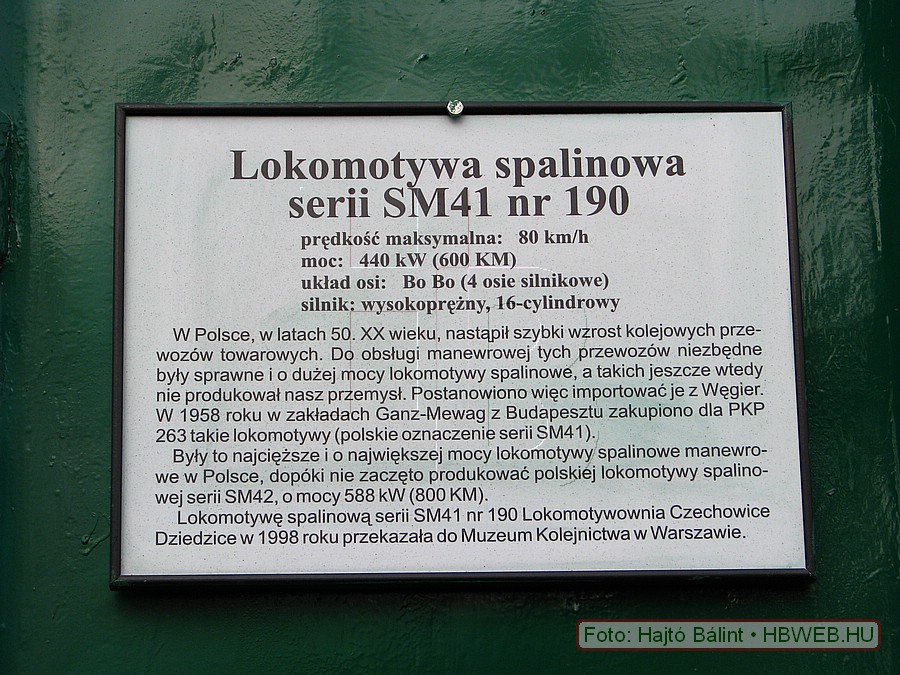 Lokomotywa spalinowa
serii SM41 nr 190
prędkość maksymalna: 80 km/h
moc: 440 kW (600 KM)
układ osi: Bo Bo (4 osie silnikowe)
silnik: wysokoprężny, 16-cylindrowy
W Polsce, w latach 50. XX wieku, nastąpił szybki wzrost kolejowych prze-
wozów towarowych. Do obsługi manewrowej tych przewozów niezbędne
były sprawne i o dużej mocy lokomotywy spalinowe, a takich jeszcze wtedy
nie produkował nasz przemysł. Postanowiono więc importować je z Węgier.
W 1958 roku w zakładach Ganz-Mewag z Budapesztu zakupiono dla PKP
263 takie lokomotywy (polskie oznaczenie serii SM41).
Były to najcięższe i o największej mocy lokomotywy spalinowe manewro-
we w Polsce, dopóki nie zaczęto produkować polskiej lokomotywy spalino-
wej serii SM42, o mocy 588 kW (800 KM).
Lokomotywę spalinową serii SM41 nr 190 Lokomotywownia Czechowice
Dziedzice w 1998 roku przekazała do Muzeum Kolejnictwa w Warszawie.
Foto: Hajtó Bálint • HBWEB.HU